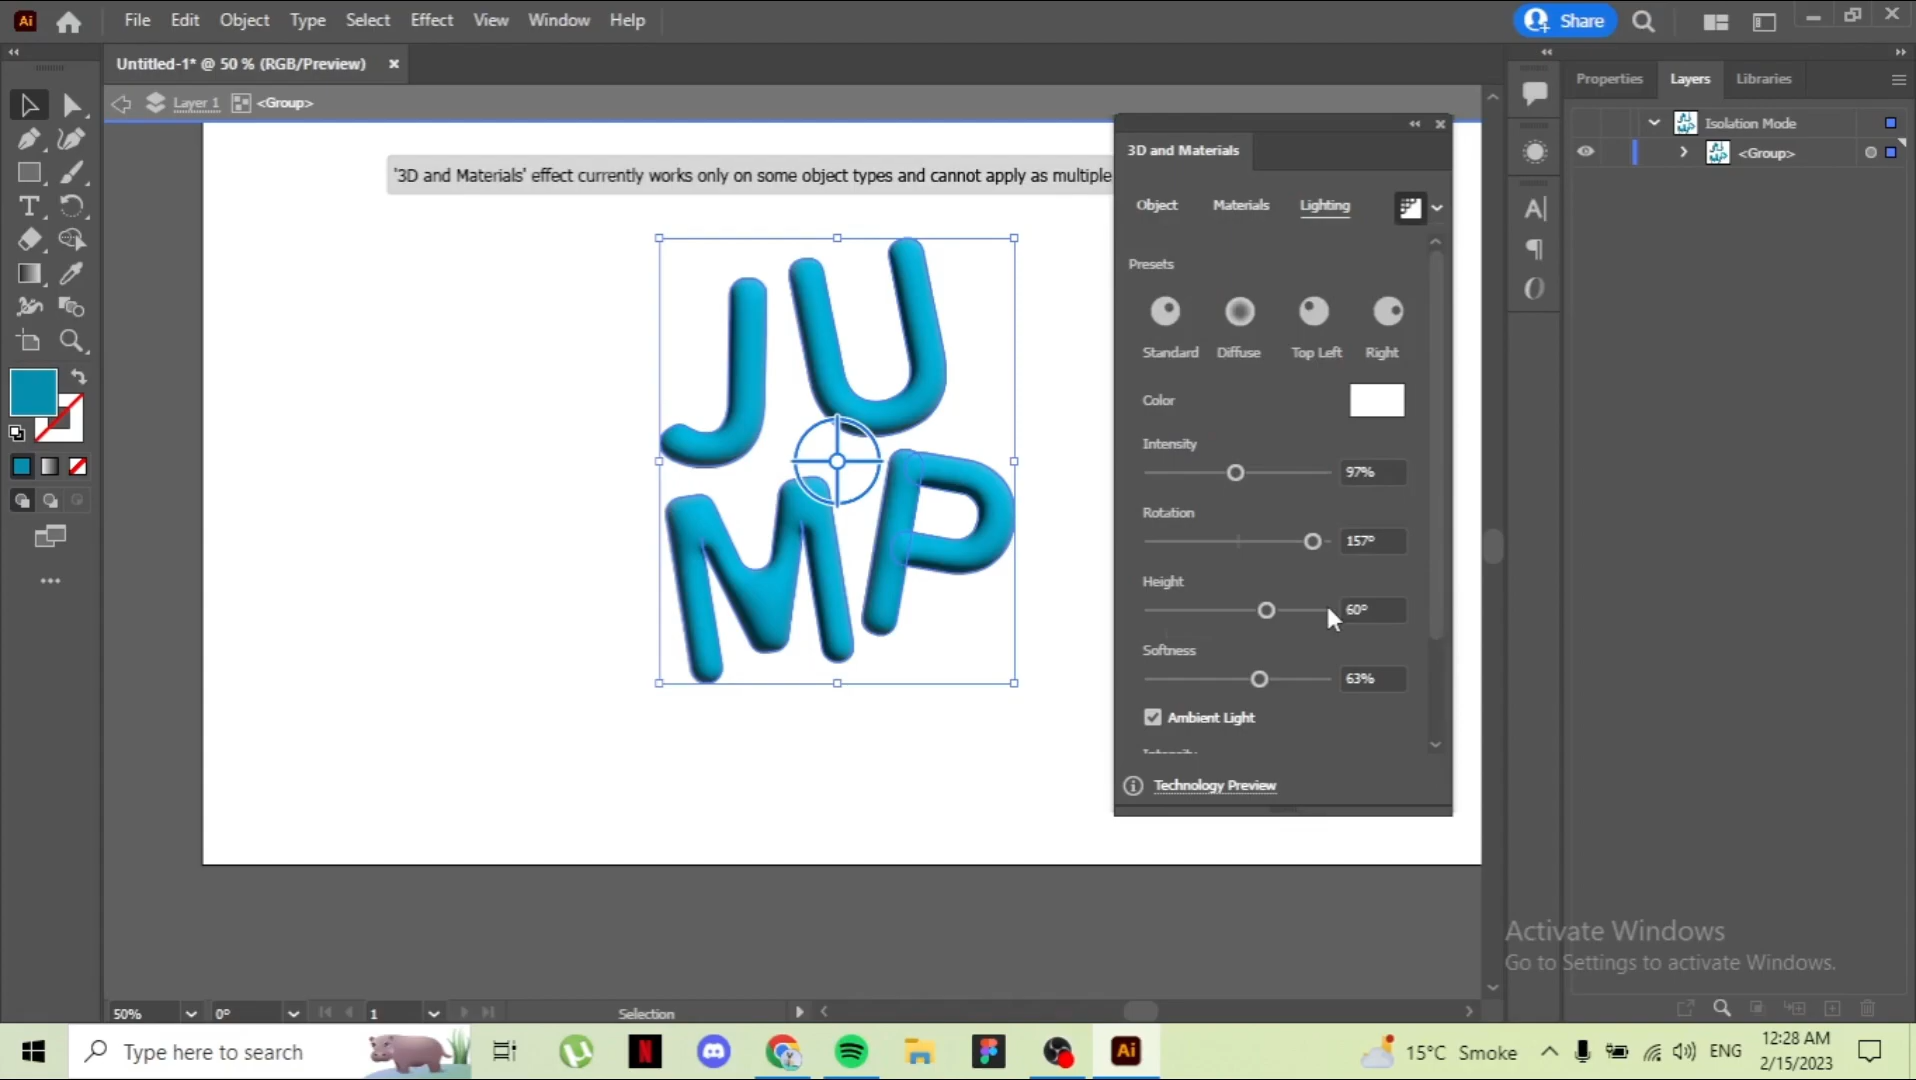 Ai File Edit Object Type Select Effect View Window Help Share
Untitled-1* @ 50 % (RGB/Preview)
Layer 1 <Group>
'3D and Materials' effect currently works only on some object types and cannot apply as multiple
JU
MP
3D and Materials
Object Materials Lighting
Presets
Standard Diffuse Top Left Right
Color
Intensity
97%
Rotation
157°
Height
60°
Softness
63%
Ambient Light
Technology Preview
Properties Layers Libraries
Isolation Mode
<Group>
Activate Windows
Go to Settings to activate Windows.
50% 0° 1 Selection
Type here to search
Ai
15°C Smoke
ENG
12:28 AM
2/15/2023